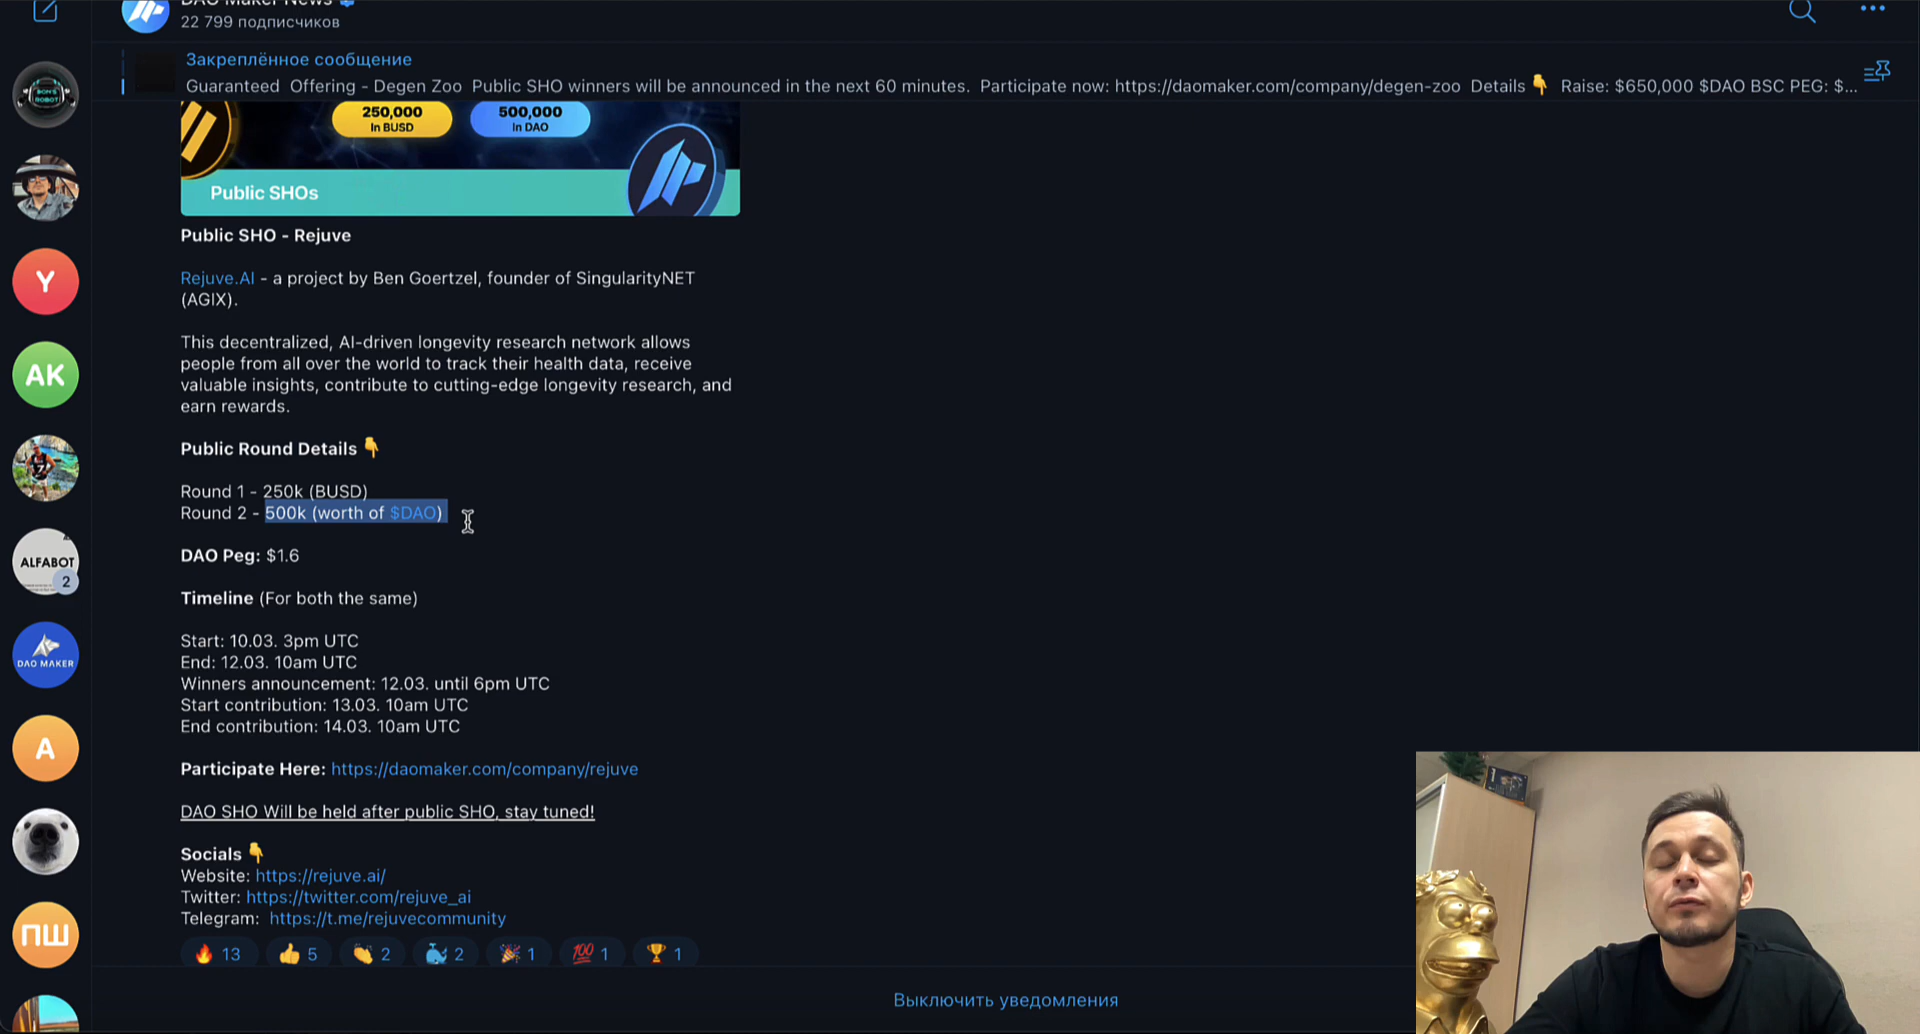 DAO Maker News
22 799 подписчиков
Закреплённое сообщение
Guaranteed Offering - Degen Zoo Public SHO winners will be announced in the next 60 minutes. Participate now: https://daomaker.com/company/degen-zoo Details 👇 Raise: $650,000 $DAO BSC PEG: $...
250,000
In BUSD
500,000
In DAO
Public SHOs
Public SHO - Rejuve
Rejuve.AI - a project by Ben Goertzel, founder of SingularityNET
(AGIX).
This decentralized, AI-driven longevity research network allows
people from all over the world to track their health data, receive
valuable insights, contribute to cutting-edge longevity research, and
earn rewards.
Public Round Details 👇
Round 1 - 250k (BUSD)
Round 2 - 500k (worth of $DAO)
DAO Peg: $1.6
Timeline (For both the same)
Start: 10.03. 3pm UTC
End: 12.03. 10am UTC
Winners announcement: 12.03. until 6pm UTC
Start contribution: 13.03. 10am UTC
End contribution: 14.03. 10am UTC
Participate Here: https://daomaker.com/company/rejuve
DAO SHO Will be held after public SHO, stay tuned!
Socials 👇
Website: https://rejuve.ai/
Twitter: https://twitter.com/rejuve_ai
Telegram: https://t.me/rejuvecommunity
🔥 13 👍 5 👏 2 🐳 2 🎉 1 💯 1 🏆 1
Выключить уведомления
Y
AK
ALFABOT
2
DAO MAKER
A
ПШ